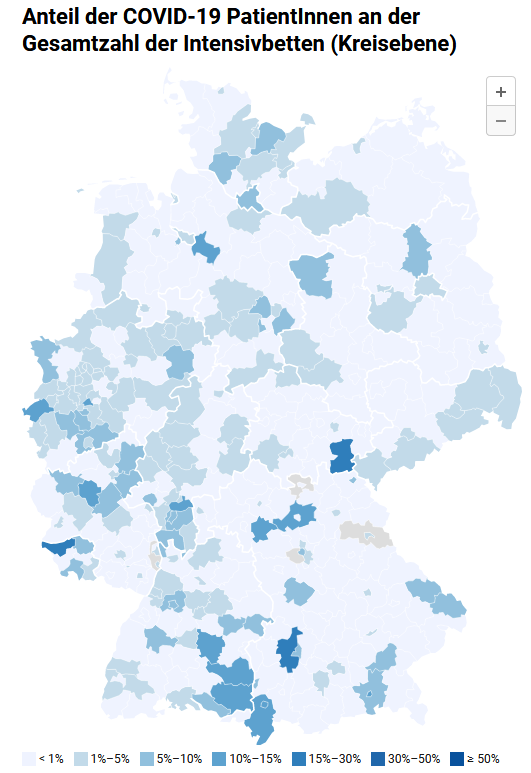 Anteil der COVID-19 PatientInnen an der
Gesamtzahl der Intensivbetten (Kreisebene)
+
−
< 1% 1%–5% 5%–10% 10%–15% 15%–30% 30%–50% ≥ 50%